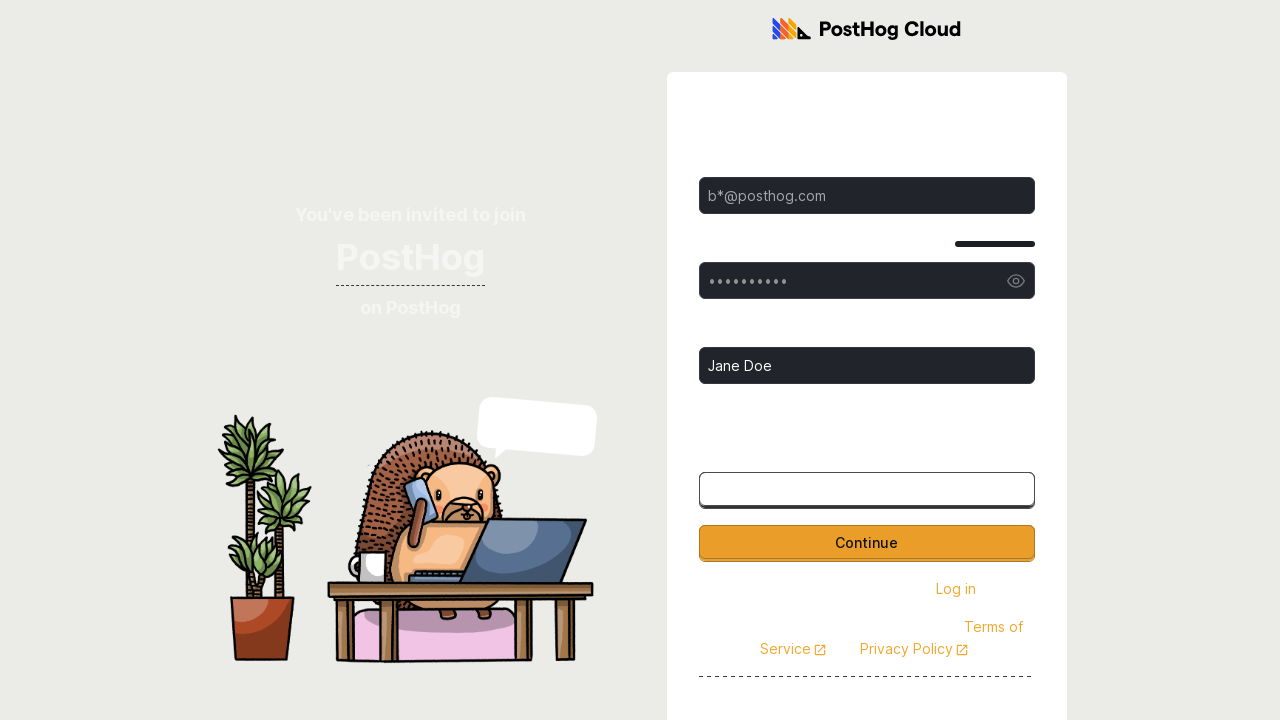 PostHog Cloud
You've been invited to join
PostHog
on PostHog
b*@posthog.com
••••••••••
Jane Doe
Continue
Log in
Terms of
Service
Privacy Policy